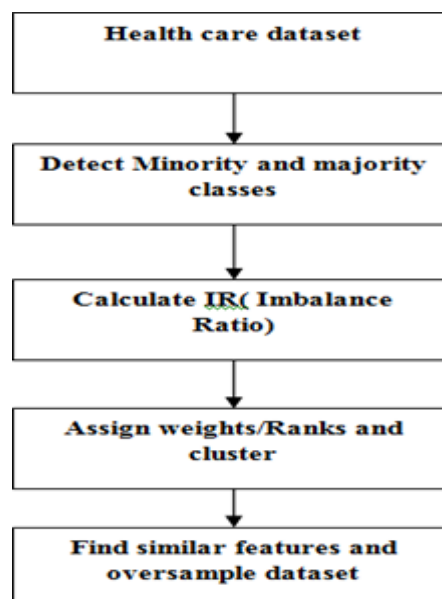 Health care dataset
Detect Minority and majority
classes
Calculate IR( Imbalance
Ratio)
Assign weights/Ranks and
cluster
Find similar features and
oversample dataset